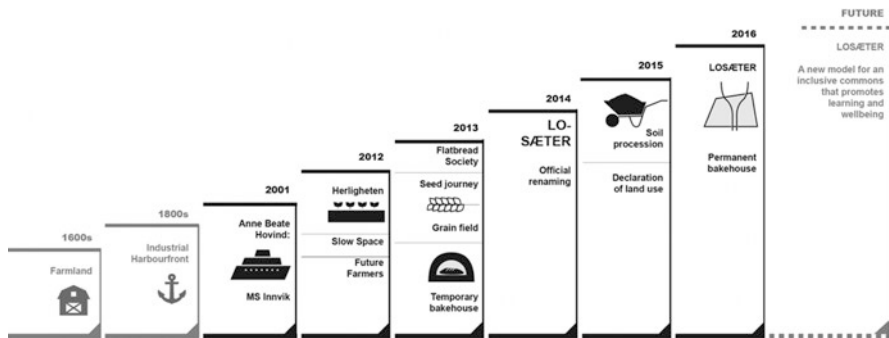 1600s
Farmland
1800s
Industrial
Harbourfront
2001
Anne Beate
Hovind:
MS Innvik
2012
Herligheten
Slow Space
Future
Farmers
2013
Flatbread
Society
Seed journey
Grain field
Temporary
bakehouse
2014
LO-
SÆTER
Official
renaming
2015
Soil
procession
Declaration
of land use
2016
LOSÆTER
Permanent
bakehouse
FUTURE
LOSÆTER
A new model for an
inclusive commons
that promotes
learning and
wellbeing